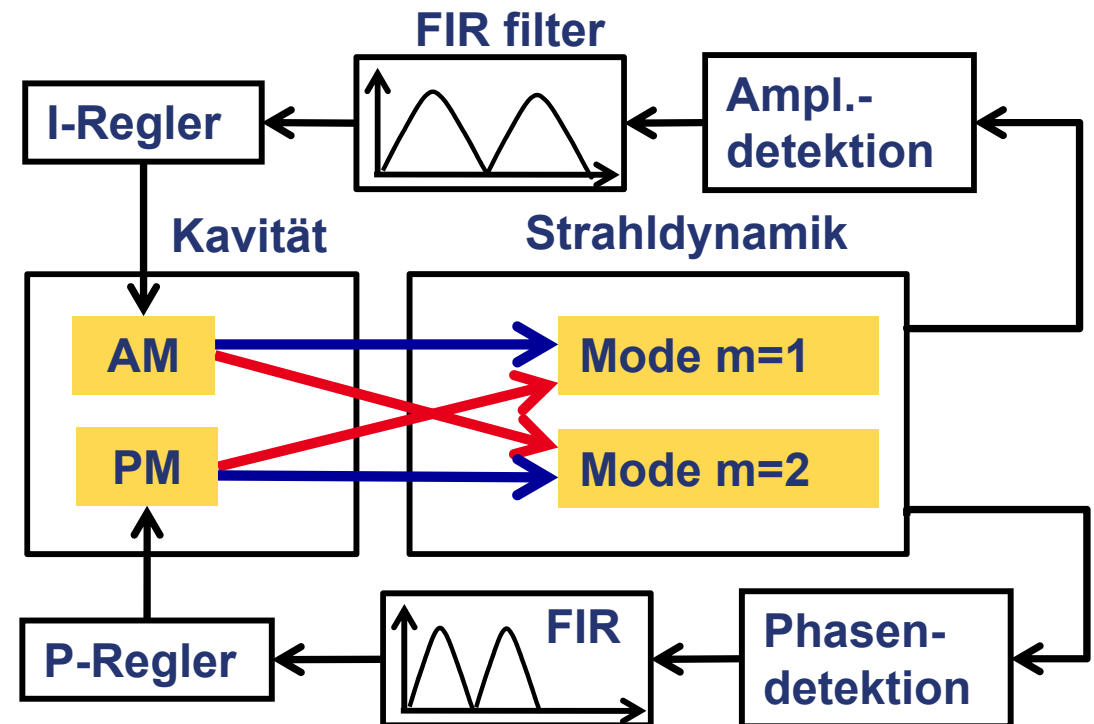 FIR filter
I-Regler
Ampl.-
detektion
Kavität
Strahldynamik
AM
Mode m=1
PM
Mode m=2
P-Regler
FIR
Phasen-
detektion